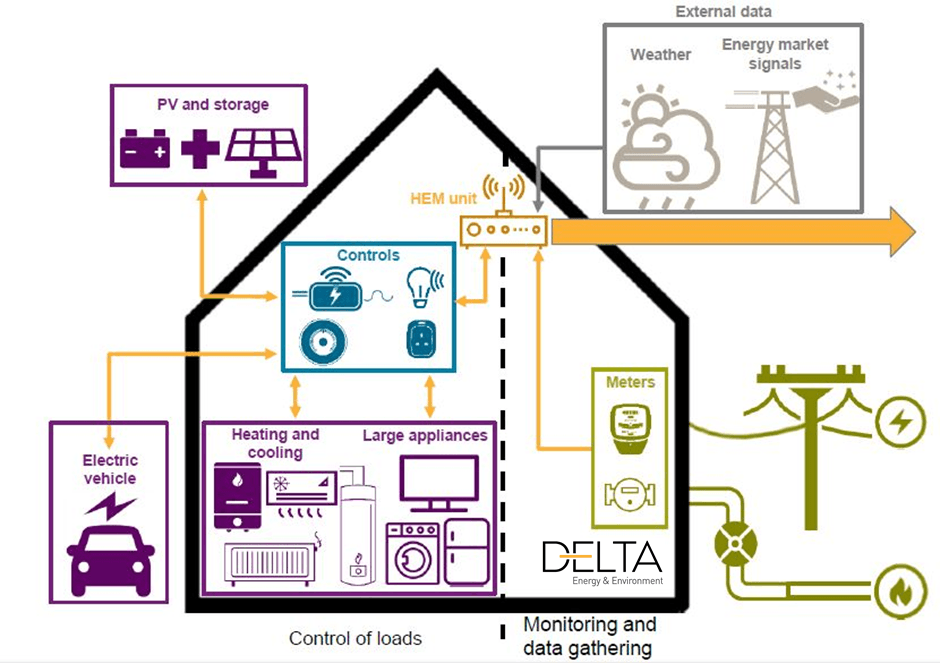 External data
Weather
Energy market
signals
PV and storage
HEM unit
Controls
Meters
Electric
vehicle
Heating and
cooling
Large appliances
DELTA
Energy & Environment
Control of loads
Monitoring and
data gathering